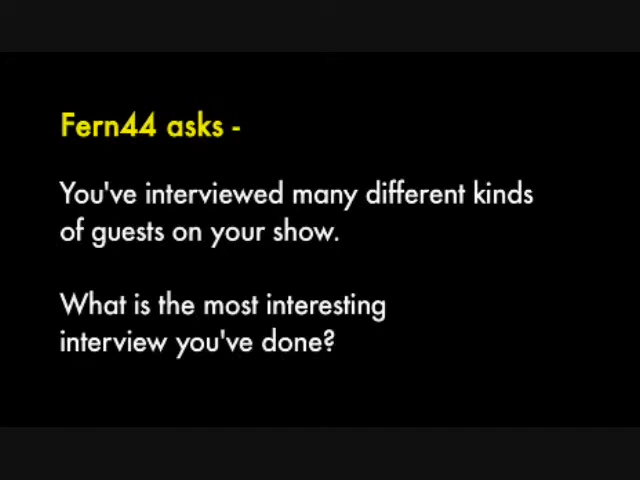 Fern44 asks -
You've interviewed many different kinds
of guests on your show.
What is the most interesting
interview you've done?